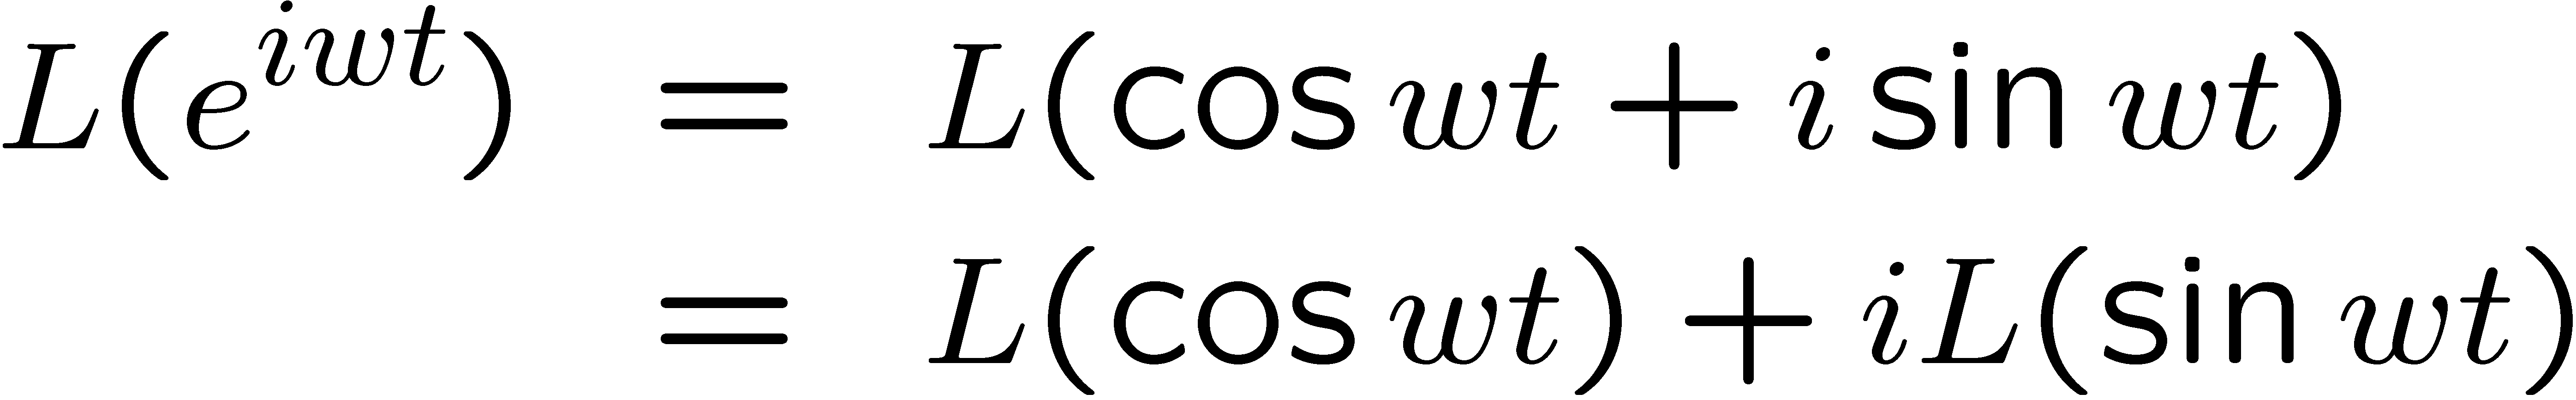 L(e^{iwt}) = L(cos wt + i sin wt)
= L(cos wt) + iL(sin wt)